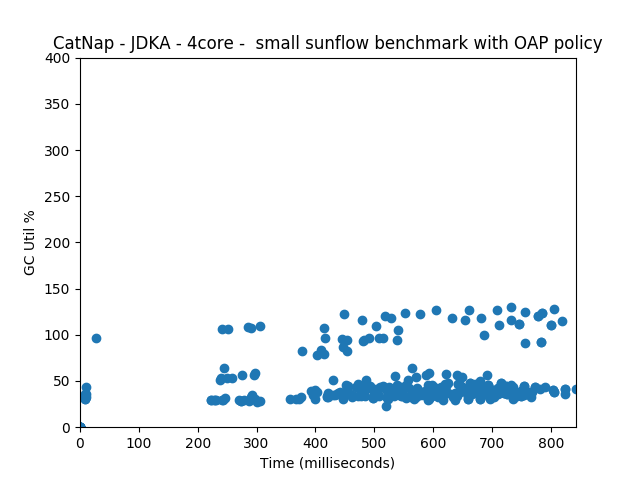 CatNap - JDKA - 4core -  small sunflow benchmark with OAP policy
400
350
300
250
200
150
100
50
0
GC Util %
0 100 200 300 400 500 600 700 800
Time (milliseconds)